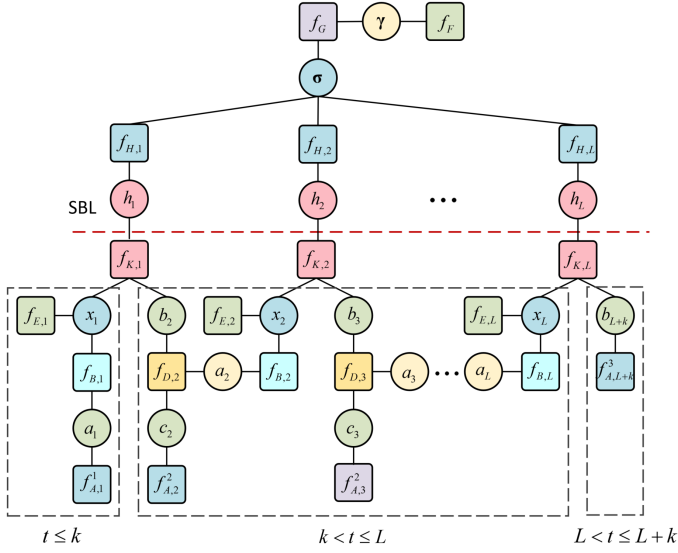 f_G γ f_F
σ
f_{H,1} f_{H,2} f_{H,L}
h_1 h_2 ··· h_L
SBL
f_{K,1} f_{K,2} f_{K,L}
f_{E,1} x_1 b_2 f_{E,2} x_2 b_3 f_{E,L} x_L b_{L+k}
f_{B,1} f_{D,2} a_2 f_{B,2} f_{D,3} a_3 ··· a_L f_{B,L} f^3_{A,L+k}
a_1 c_2 c_3
f^1_{A,1} f^2_{A,2} f^2_{A,3}
t ≤ k k < t ≤ L L < t ≤ L + k